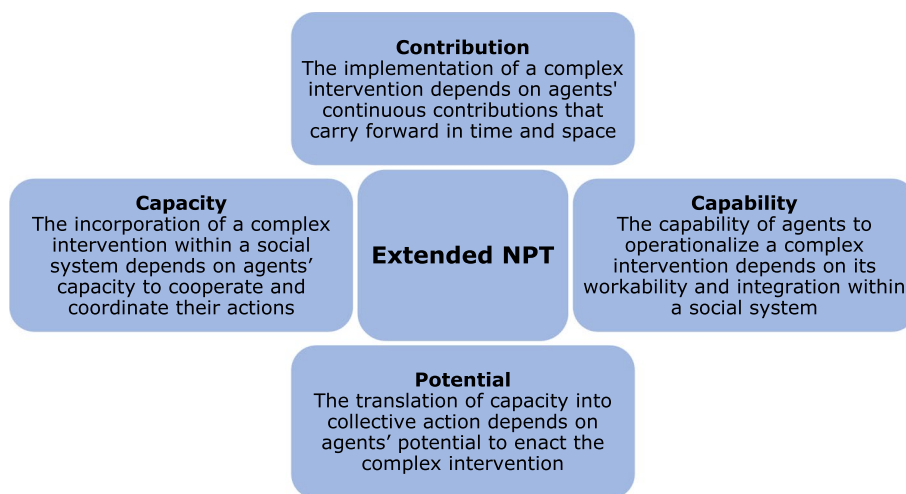 Contribution
The implementation of a complex
intervention depends on agents'
continuous contributions that
carry forward in time and space
Capacity
The incorporation of a complex
intervention within a social
system depends on agents’
capacity to cooperate and
coordinate their actions
Extended NPT
Capability
The capability of agents to
operationalize a complex
intervention depends on its
workability and integration within
a social system
Potential
The translation of capacity into
collective action depends on
agents’ potential to enact the
complex intervention